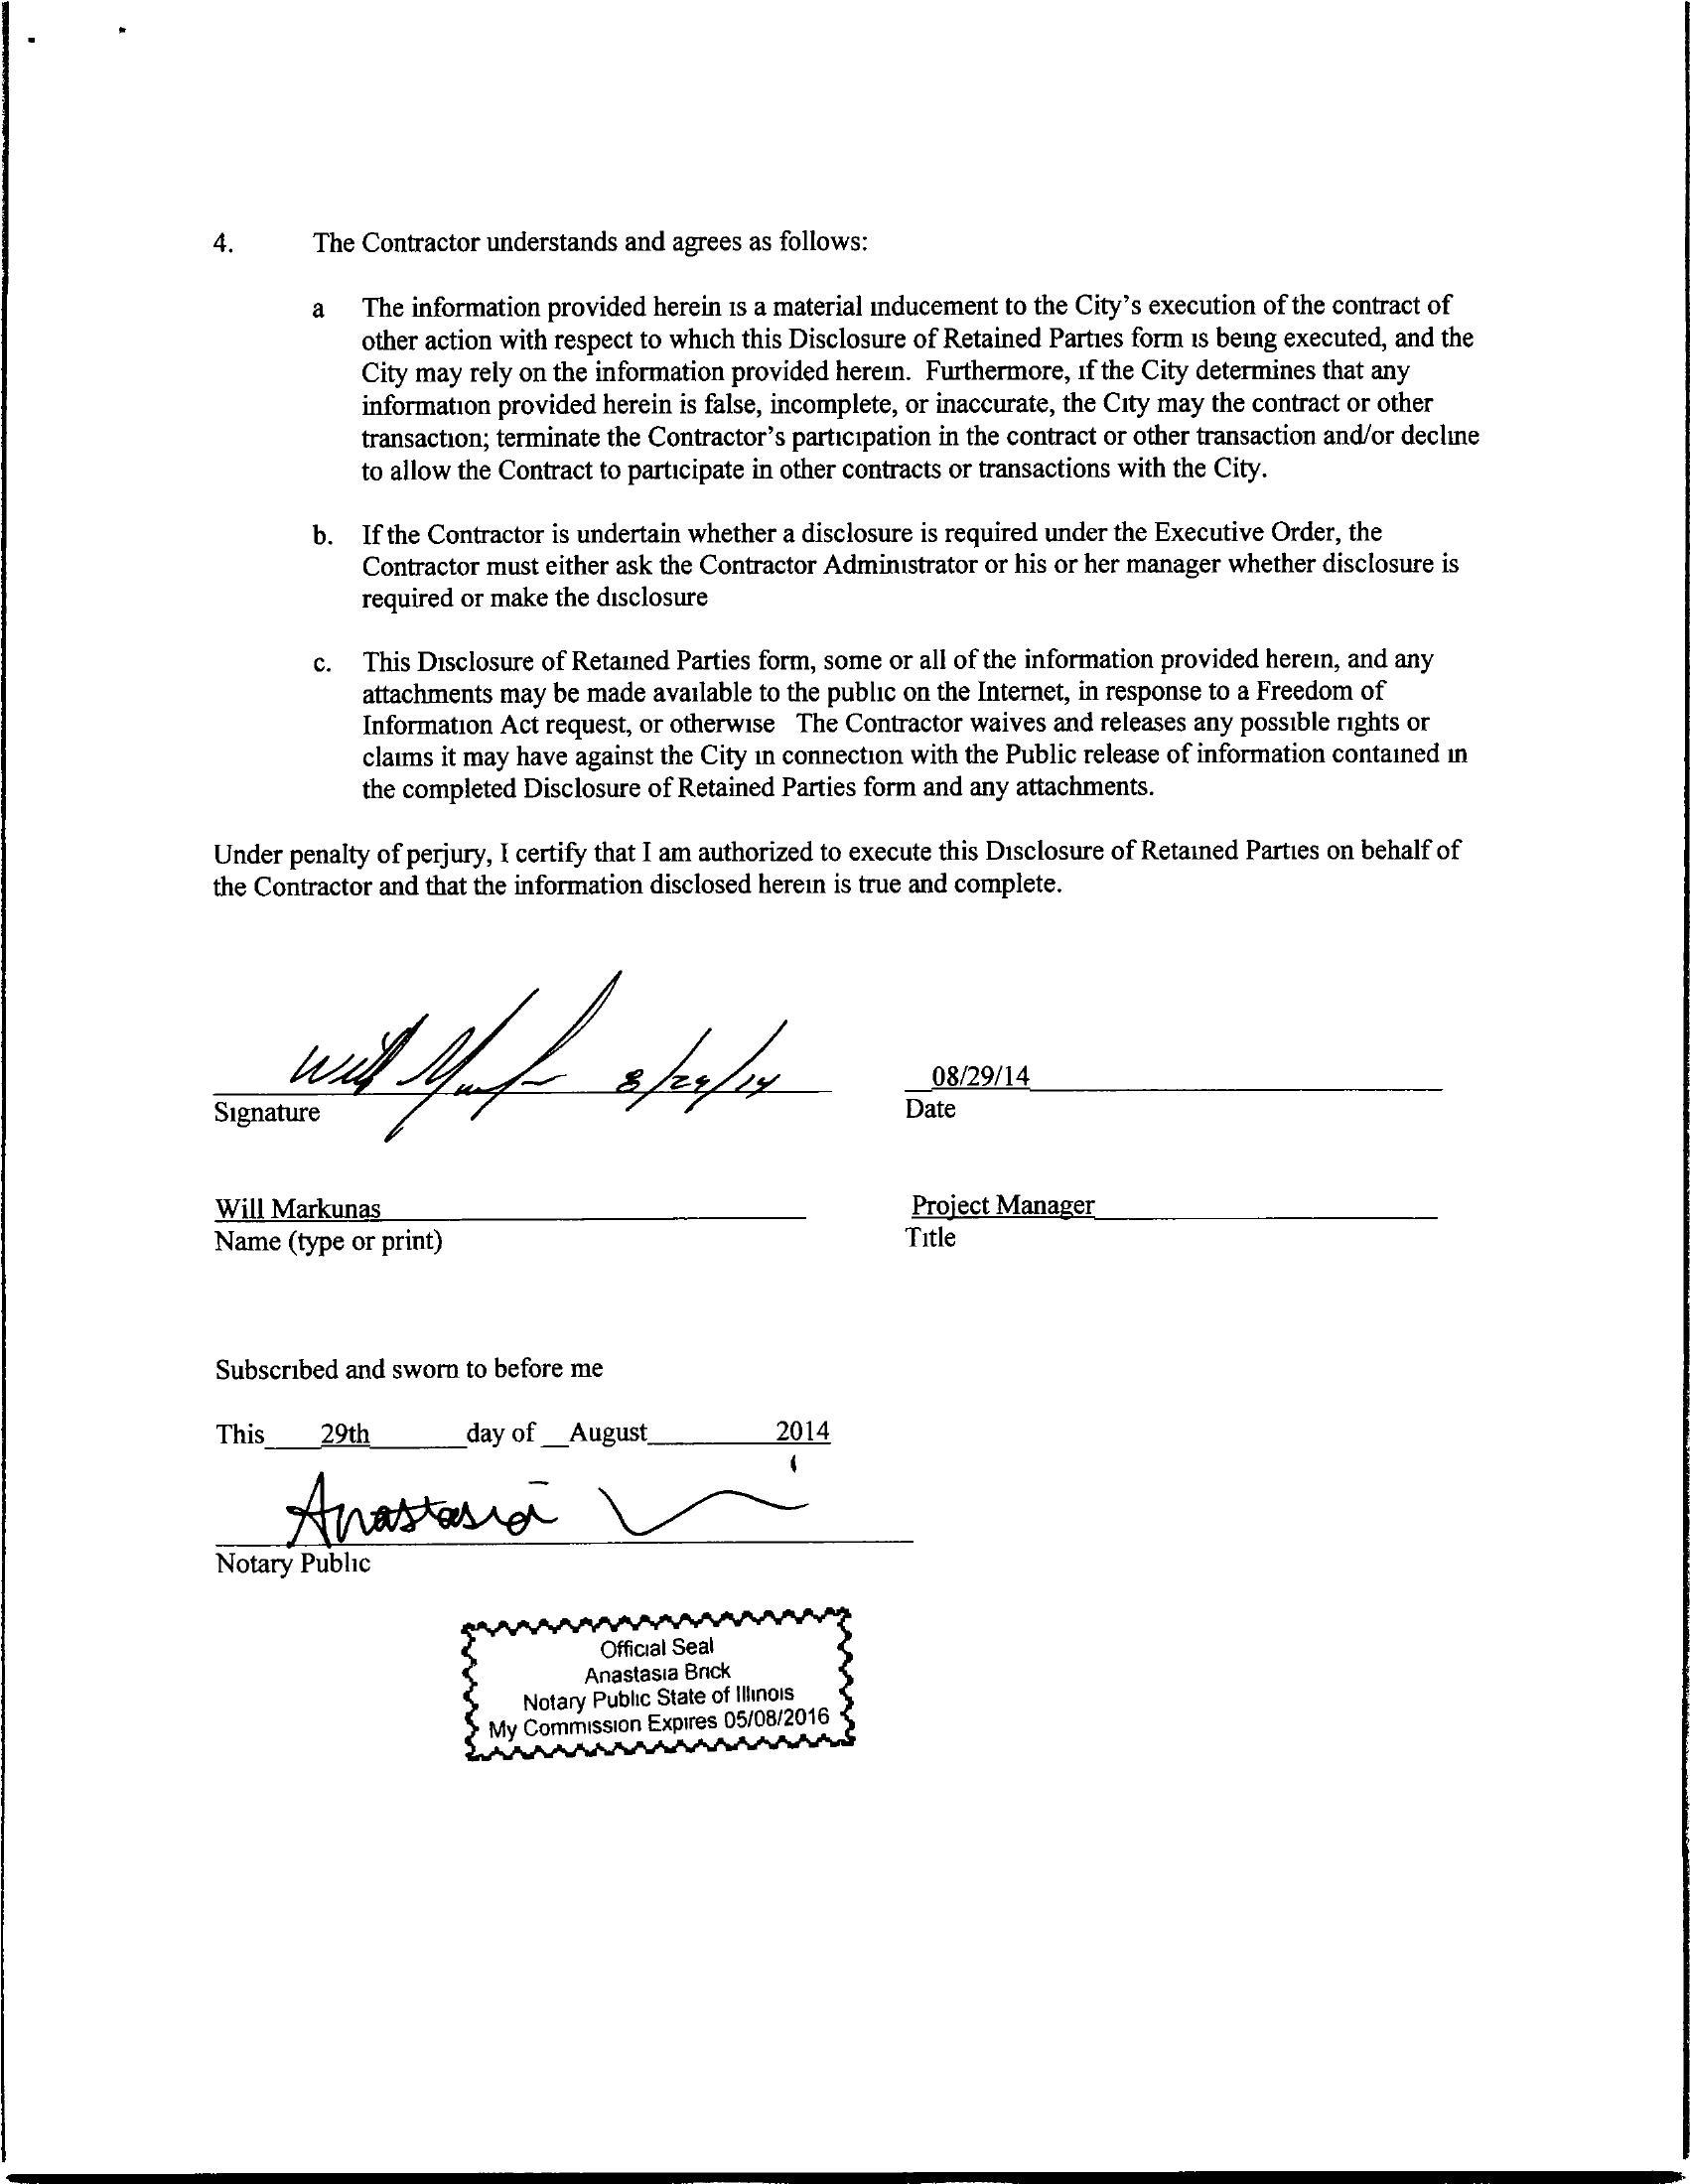 4. The Contractor understands and agrees as follows:
a The information provided herein is a material inducement to the City's execution of the contract of
other action with respect to which this Disclosure of Retained Parties form is being executed, and the
City may rely on the information provided herein. Furthermore, if the City determines that any
information provided herein is false, incomplete, or inaccurate, the City may the contract or other
transaction; terminate the Contractor's participation in the contract or other transaction and/or decline
to allow the Contract to participate in other contracts or transactions with the City.
b. If the Contractor is undertain whether a disclosure is required under the Executive Order, the
Contractor must either ask the Contractor Administrator or his or her manager whether disclosure is
required or make the disclosure
c. This Disclosure of Retained Parties form, some or all of the information provided herein, and any
attachments may be made available to the public on the Internet, in response to a Freedom of
Information Act request, or otherwise The Contractor waives and releases any possible rights or
claims it may have against the City in connection with the Public release of information contained in
the completed Disclosure of Retained Parties form and any attachments.
Under penalty of perjury, I certify that I am authorized to execute this Disclosure of Retained Parties on behalf of
the Contractor and that the information disclosed herein is true and complete.
Will 8/29/14 08/29/14
Signature Date
Will Markunas Project Manager
Name (type or print) Title
Subscribed and sworn to before me
This 29th day of August 2014
Anastasia
Notary Public
Official Seal
Anastasia Brick
Notary Public State of Illinois
My Commission Expires 05/08/2016